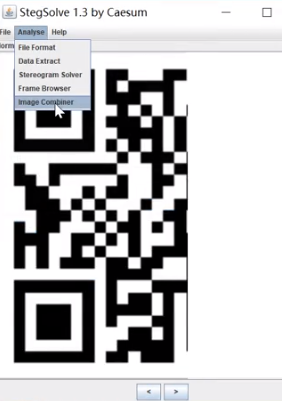 StegSolve 1.3 by Caesum
File Analyse Help
File Format
Data Extract
Stereogram Solver
Frame Browser
Image Combiner
< >